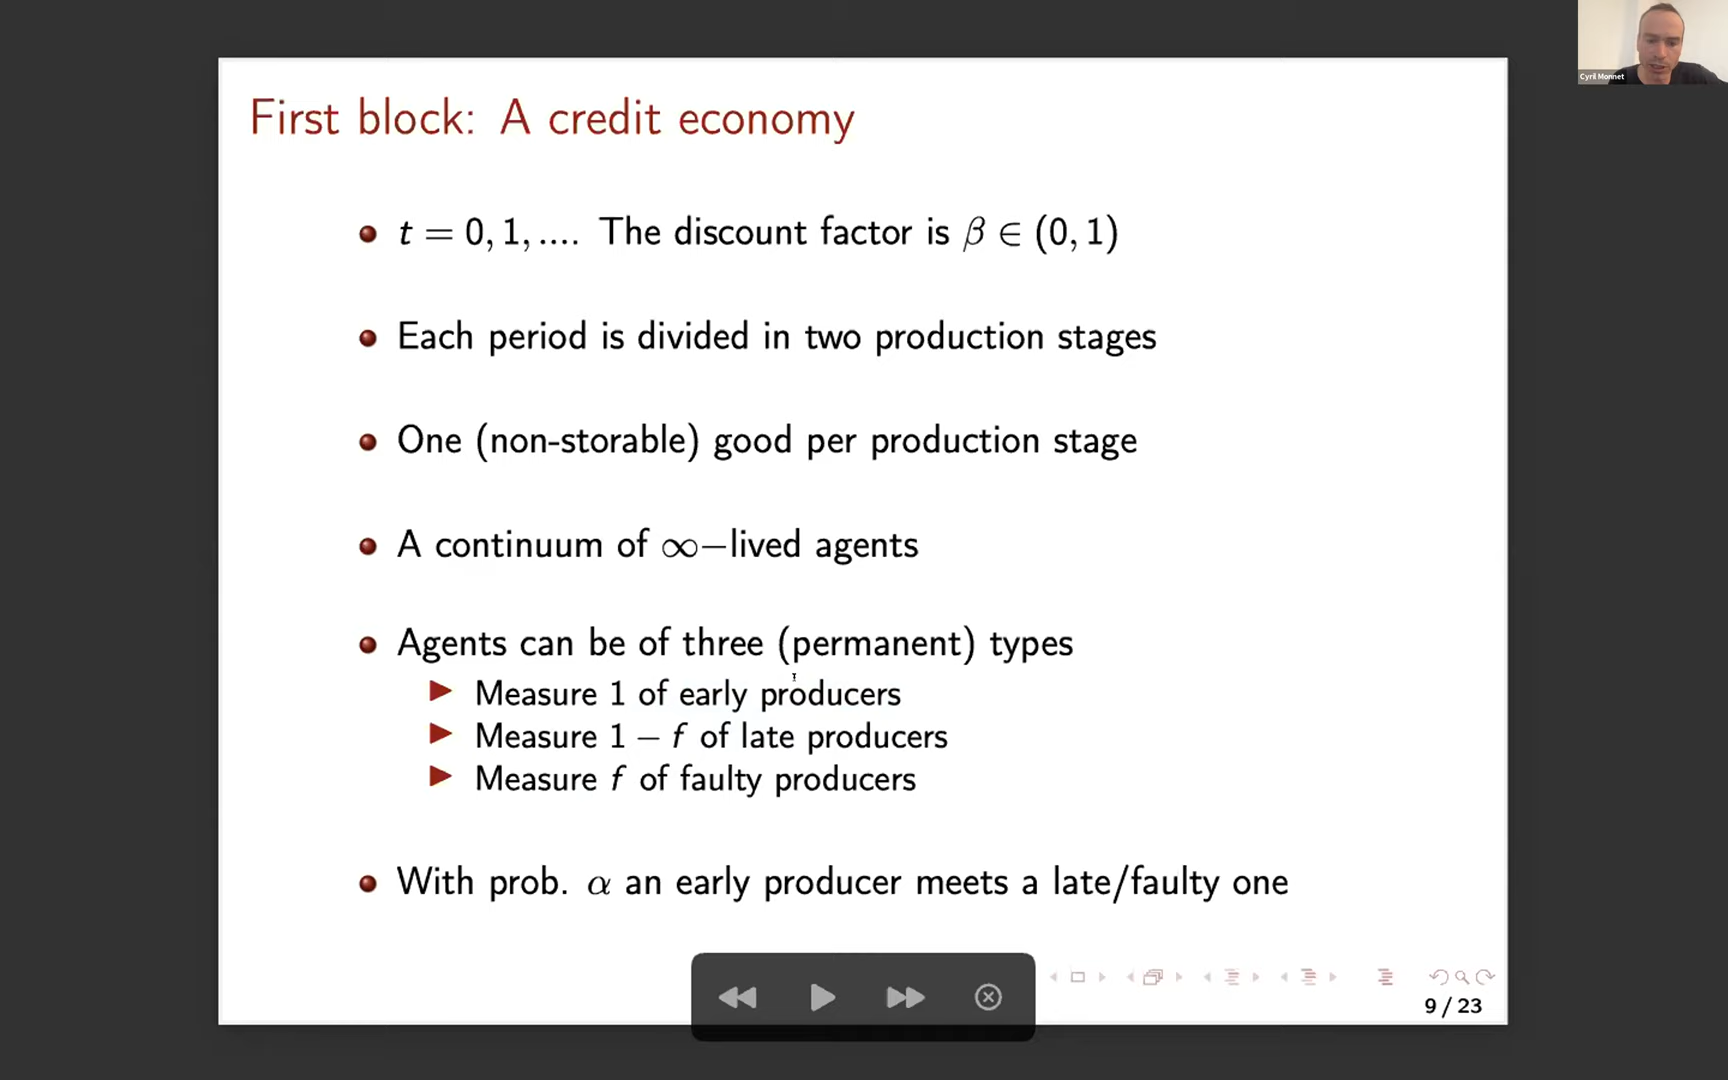 Cyril Monnet
First block: A credit economy
t = 0, 1, .... The discount factor is β ∈ (0, 1)
Each period is divided in two production stages
One (non-storable) good per production stage
A continuum of ∞−lived agents
Agents can be of three (permanent) types
Measure 1 of early producers
Measure 1 − f of late producers
Measure f of faulty producers
With prob. α an early producer meets a late/faulty one
9 / 23